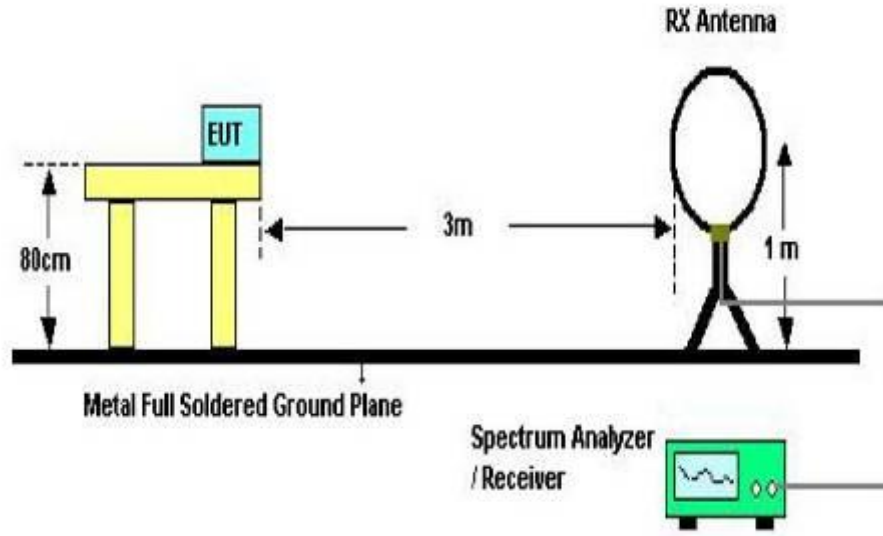 RX Antenna
EUT
3m
80cm
1 m
Metal Full Soldered Ground Plane
Spectrum Analyzer
/ Receiver